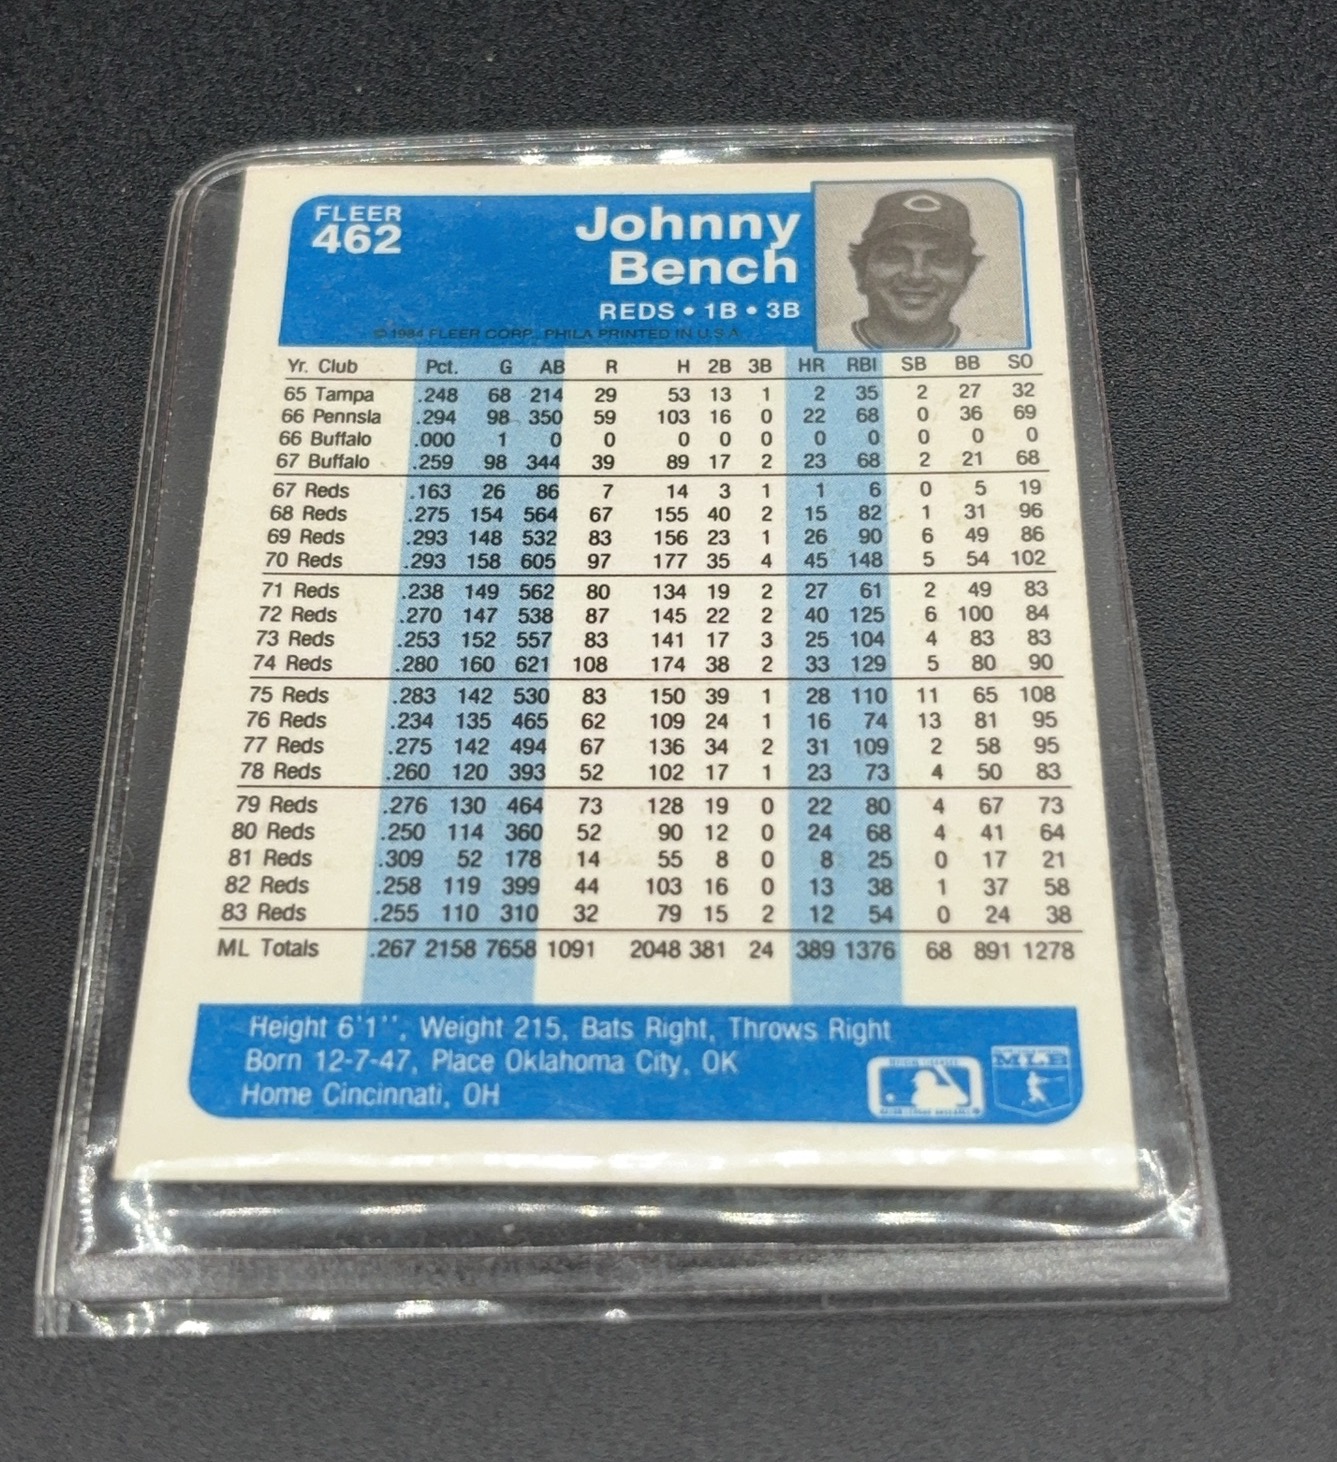 FLEER
462
Johnny
Bench
REDS • 1B • 3B
© 1984 FLEER CORP., PHILA PRINTED IN U.S.A.
Yr. Club Pct. G AB R H 2B 3B HR RBI SB BB SO
65 Tampa .248 68 214 29 53 13 1 2 35 2 27 32
66 Pennsla .294 98 350 59 103 16 0 22 68 0 36 69
66 Buffalo .000 1 0 0 0 0 0 0 0 0 0 0
67 Buffalo .259 98 344 39 89 17 2 23 68 2 21 68
67 Reds .163 26 86 7 14 3 1 1 6 0 5 19
68 Reds .275 154 564 67 155 40 2 15 82 1 31 96
69 Reds .293 148 532 83 156 23 1 26 90 6 49 86
70 Reds .293 158 605 97 177 35 4 45 148 5 54 102
71 Reds .238 149 562 80 134 19 2 27 61 2 49 83
72 Reds .270 147 538 87 145 22 2 40 125 6 100 84
73 Reds .253 152 557 83 141 17 3 25 104 4 83 83
74 Reds .280 160 621 108 174 38 2 33 129 5 80 90
75 Reds .283 142 530 83 150 39 1 28 110 11 65 108
76 Reds .234 135 465 62 109 24 1 16 74 13 81 95
77 Reds .275 142 494 67 136 34 2 31 109 2 58 95
78 Reds .260 120 393 52 102 17 1 23 73 4 50 83
79 Reds .276 130 464 73 128 19 0 22 80 4 67 73
80 Reds .250 114 360 52 90 12 0 24 68 4 41 64
81 Reds .309 52 178 14 55 8 0 8 25 0 17 21
82 Reds .258 119 399 44 103 16 0 13 38 1 37 58
83 Reds .255 110 310 32 79 15 2 12 54 0 24 38
ML Totals .267 2158 7658 1091 2048 381 24 389 1376 68 891 1278
Height 6'1", Weight 215, Bats Right, Throws Right
Born 12-7-47, Place Oklahoma City, OK
Home Cincinnati, OH
MLB